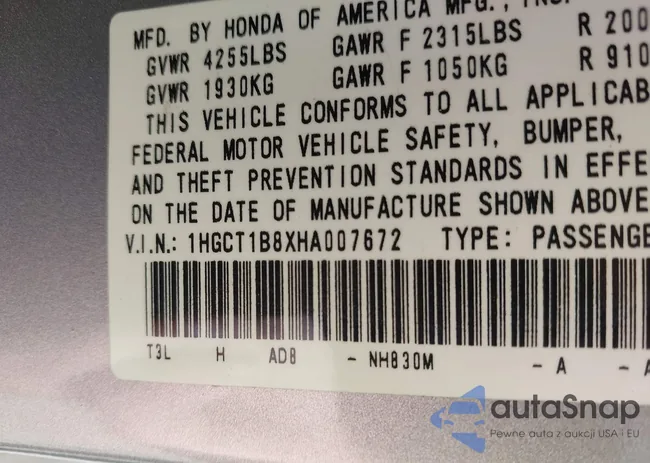 MFD. BY HONDA OF AMERICA MFG., INC.
GVWR 4255LBS GAWR F 2315LBS R 200
GVWR 1930KG GAWR F 1050KG R 910
THIS VEHICLE CONFORMS TO ALL APPLICAB
FEDERAL MOTOR VEHICLE SAFETY, BUMPER,
AND THEFT PREVENTION STANDARDS IN EFFE
ON THE DATE OF MANUFACTURE SHOWN ABOVE
V.I.N.: 1HGCT1B8XHA007672 TYPE: PASSENGE
T3L H AD8 - NH830M - A - A
autaSnap
Pewne auta z aukcji USA i EU